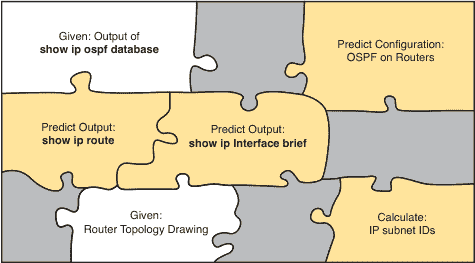 Given: Output of
show ip ospf database
Predict Configuration:
OSPF on Routers
Predict Output:
show ip route
Predict Output:
show ip Interface brief
Given:
Router Topology Drawing
Calculate:
IP subnet IDs